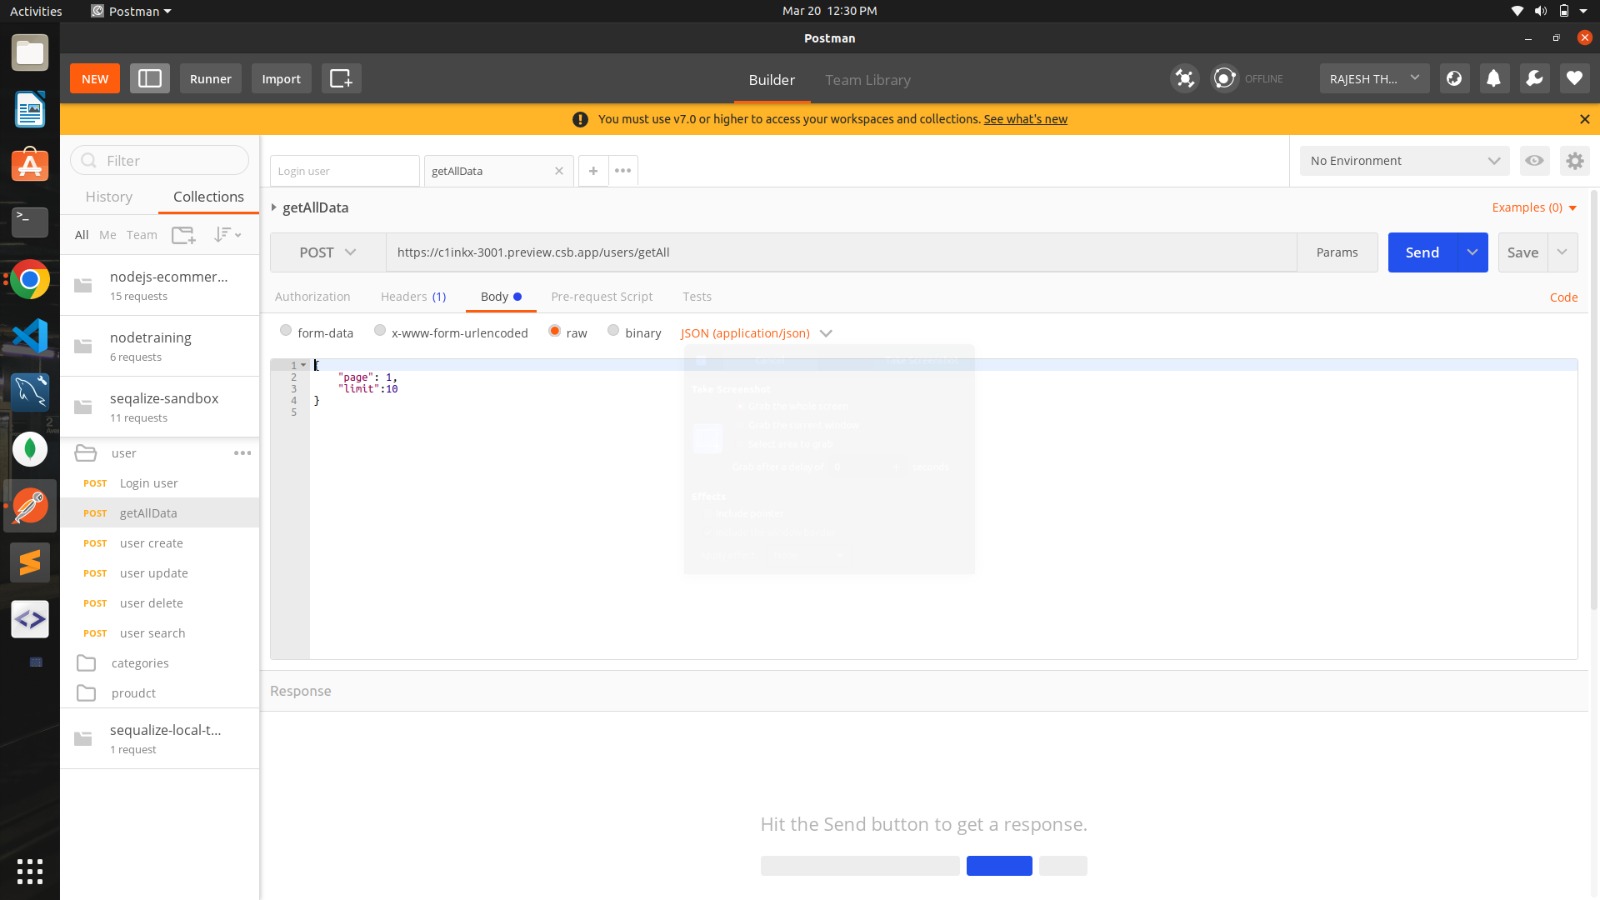 Activities Postman Mar 20 12:30 PM
Postman
NEW Runner Import Builder Team Library OFFLINE RAJESH TH...
You must use v7.0 or higher to access your workspaces and collections. See what's new
Filter
History Collections
All Me Team
nodejs-ecommer...
15 requests
nodetraining
6 requests
seqalize-sandbox
11 requests
user
POST Login user
POST getAllData
POST user create
POST user update
POST user delete
POST user search
categories
proudct
sequalize-local-t...
1 request
Login user getAllData + No Environment
getAllData Examples (0)
POST https://c1inkx-3001.preview.csb.app/users/getAll Params Send Save
Authorization Headers (1) Body Pre-request Script Tests Code
form-data x-www-form-urlencoded raw binary JSON (application/json)
1 {
2 "page": 1,
3 "limit":10
4 }
5
Take Screenshot
Effects
Response
Hit the Send button to get a response.